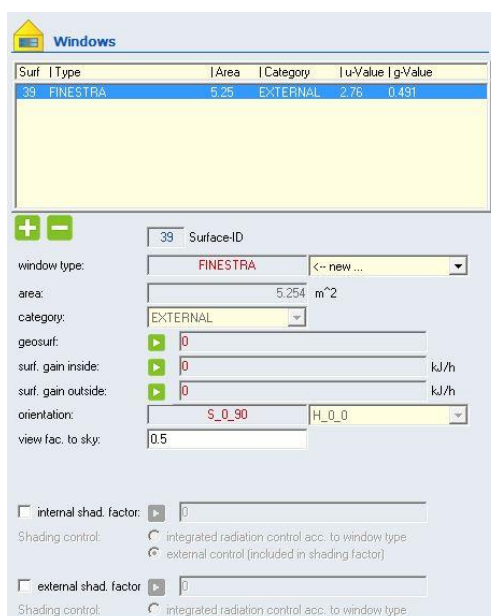 Windows
Surf | Type | Area | Category | u-Value | g-Value
39 FINESTRA 5.25 EXTERNAL 2.76 0.491
39 Surface-ID
window type: FINESTRA <-- new ...
area: 5.254 m^2
category: EXTERNAL
geosurf: 0
surf. gain inside: 0 kJ/h
surf. gain outside: 0 kJ/h
orientation: S_0_90 H_0_0
view fac. to sky: 0.5
internal shad. factor: 0
Shading control: integrated radiation control acc. to window type
external control (included in shading factor)
external shad. factor 0
Shading control: integrated radiation control acc. to window type